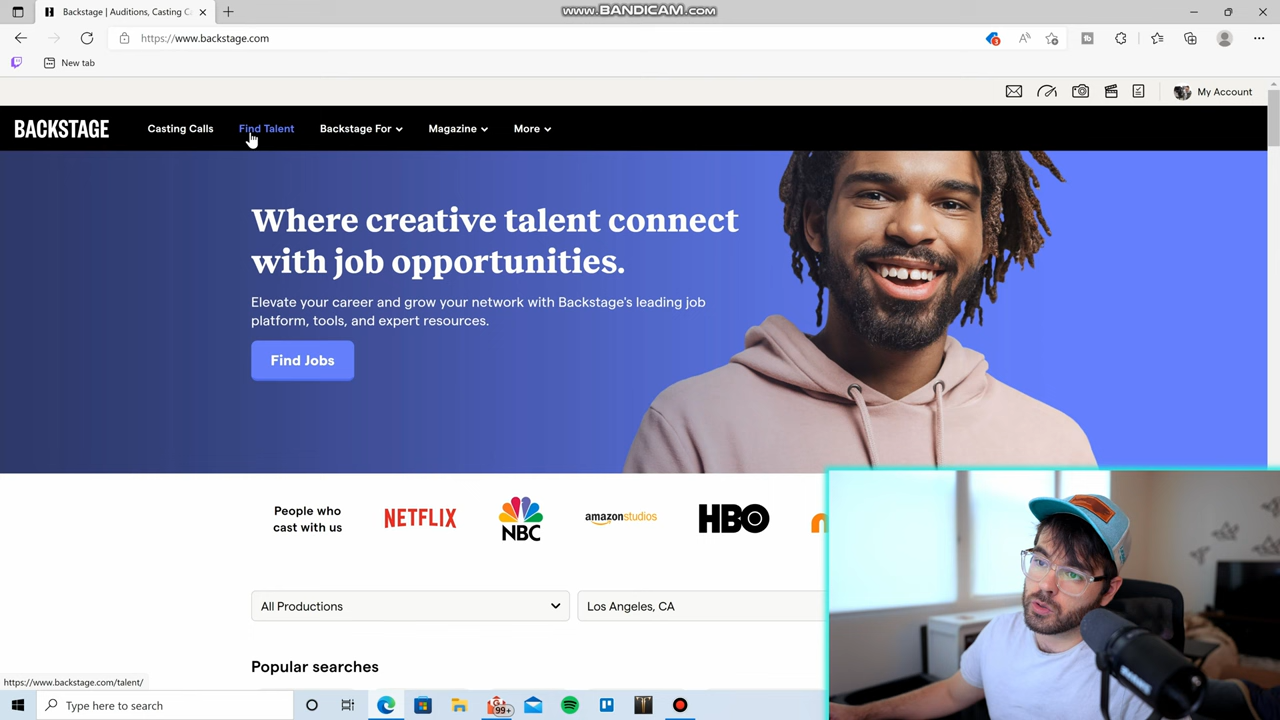 Backstage | Auditions, Casting C
www.BANDICAM.com
https://www.backstage.com
3
New tab
My Account
BACKSTAGE
Casting Calls
Find Talent
Backstage For
Magazine
More
Where creative talent connect
with job opportunities.
Elevate your career and grow your network with Backstage's leading job
platform, tools, and expert resources.
Find Jobs
People who
cast with us
NETFLIX
NBC
amazonstudios
HBO
All Productions
Los Angeles, CA
Popular searches
https://www.backstage.com/talent/
Type here to search
99+